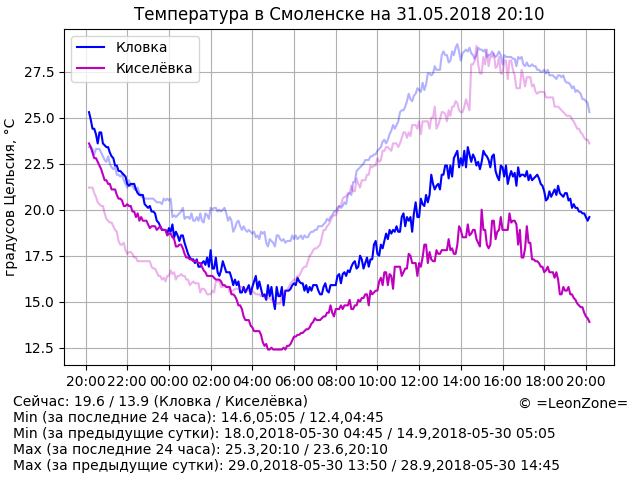 Температура в Смоленске на 31.05.2018 20:10
Кловка
Киселёвка
градусов Цельсия, °C
27.5
25.0
22.5
20.0
17.5
15.0
12.5
20:00 22:00 00:00 02:00 04:00 06:00 08:00 10:00 12:00 14:00 16:00 18:00 20:00
Сейчас: 19.6 / 13.9 (Кловка / Киселёвка)
© =LeonZone=
Min (за последние 24 часа): 14.6,05:05 / 12.4,04:45
Min (за предыдущие сутки): 18.0,2018-05-30 04:45 / 14.9,2018-05-30 05:05
Max (за последние 24 часа): 25.3,20:10 / 23.6,20:10
Max (за предыдущие сутки): 29.0,2018-05-30 13:50 / 28.9,2018-05-30 14:45